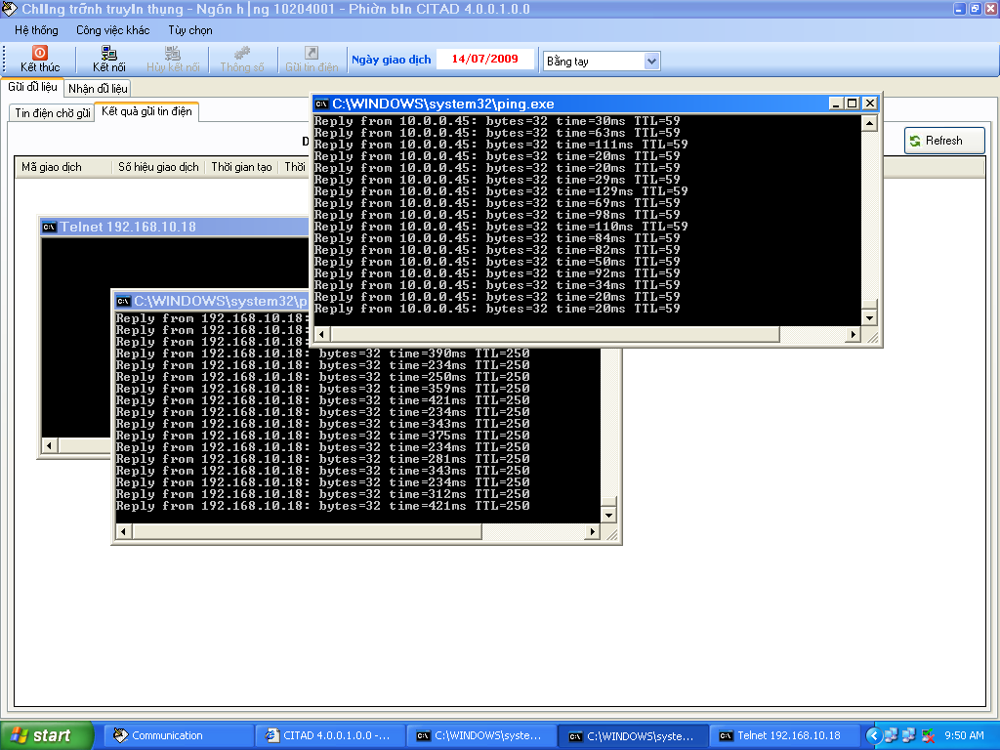 Chllng trỡnh truyln thụng - Ngõn h | ng 10204001 - Phiờn bln CITAD 4.0.0.1.0.0
Hệ thống Công việc khác Tùy chọn
Kết thúc Kết nối Hủy kết nối Thông số Gửi tin điện Ngày giao dịch 14/07/2009 Bằng tay
Gửi dữ liệu Nhận dữ liệu
Tin điện chờ gửi Kết quả gửi tin điện
Refresh
Mã giao dịch Số hiệu giao dịch Thời gian tạo Thời
C:\WINDOWS\system32\ping.exe
Reply from 10.0.0.45: bytes=32 time=30ms TTL=59
Reply from 10.0.0.45: bytes=32 time=63ms TTL=59
Reply from 10.0.0.45: bytes=32 time=111ms TTL=59
Reply from 10.0.0.45: bytes=32 time=20ms TTL=59
Reply from 10.0.0.45: bytes=32 time=20ms TTL=59
Reply from 10.0.0.45: bytes=32 time=29ms TTL=59
Reply from 10.0.0.45: bytes=32 time=129ms TTL=59
Reply from 10.0.0.45: bytes=32 time=69ms TTL=59
Reply from 10.0.0.45: bytes=32 time=98ms TTL=59
Reply from 10.0.0.45: bytes=32 time=110ms TTL=59
Reply from 10.0.0.45: bytes=32 time=84ms TTL=59
Reply from 10.0.0.45: bytes=32 time=82ms TTL=59
Reply from 10.0.0.45: bytes=32 time=50ms TTL=59
Reply from 10.0.0.45: bytes=32 time=92ms TTL=59
Reply from 10.0.0.45: bytes=32 time=34ms TTL=59
Reply from 10.0.0.45: bytes=32 time=20ms TTL=59
Reply from 10.0.0.45: bytes=32 time=20ms TTL=59
Telnet 192.168.10.18
C:\WINDOWS\system32\p
Reply from 192.168.10.18:
Reply from 192.168.10.18:
Reply from 192.168.10.18:
Reply from 192.168.10.18: bytes=32 time=390ms TTL=250
Reply from 192.168.10.18: bytes=32 time=234ms TTL=250
Reply from 192.168.10.18: bytes=32 time=250ms TTL=250
Reply from 192.168.10.18: bytes=32 time=359ms TTL=250
Reply from 192.168.10.18: bytes=32 time=421ms TTL=250
Reply from 192.168.10.18: bytes=32 time=234ms TTL=250
Reply from 192.168.10.18: bytes=32 time=343ms TTL=250
Reply from 192.168.10.18: bytes=32 time=375ms TTL=250
Reply from 192.168.10.18: bytes=32 time=234ms TTL=250
Reply from 192.168.10.18: bytes=32 time=281ms TTL=250
Reply from 192.168.10.18: bytes=32 time=343ms TTL=250
Reply from 192.168.10.18: bytes=32 time=234ms TTL=250
Reply from 192.168.10.18: bytes=32 time=312ms TTL=250
Reply from 192.168.10.18: bytes=32 time=421ms TTL=250
start Communication CITAD 4.0.0.1.0.0 -... C:\WINDOWS\syste... C:\WINDOWS\syste... Telnet 192.168.10.18 9:50 AM